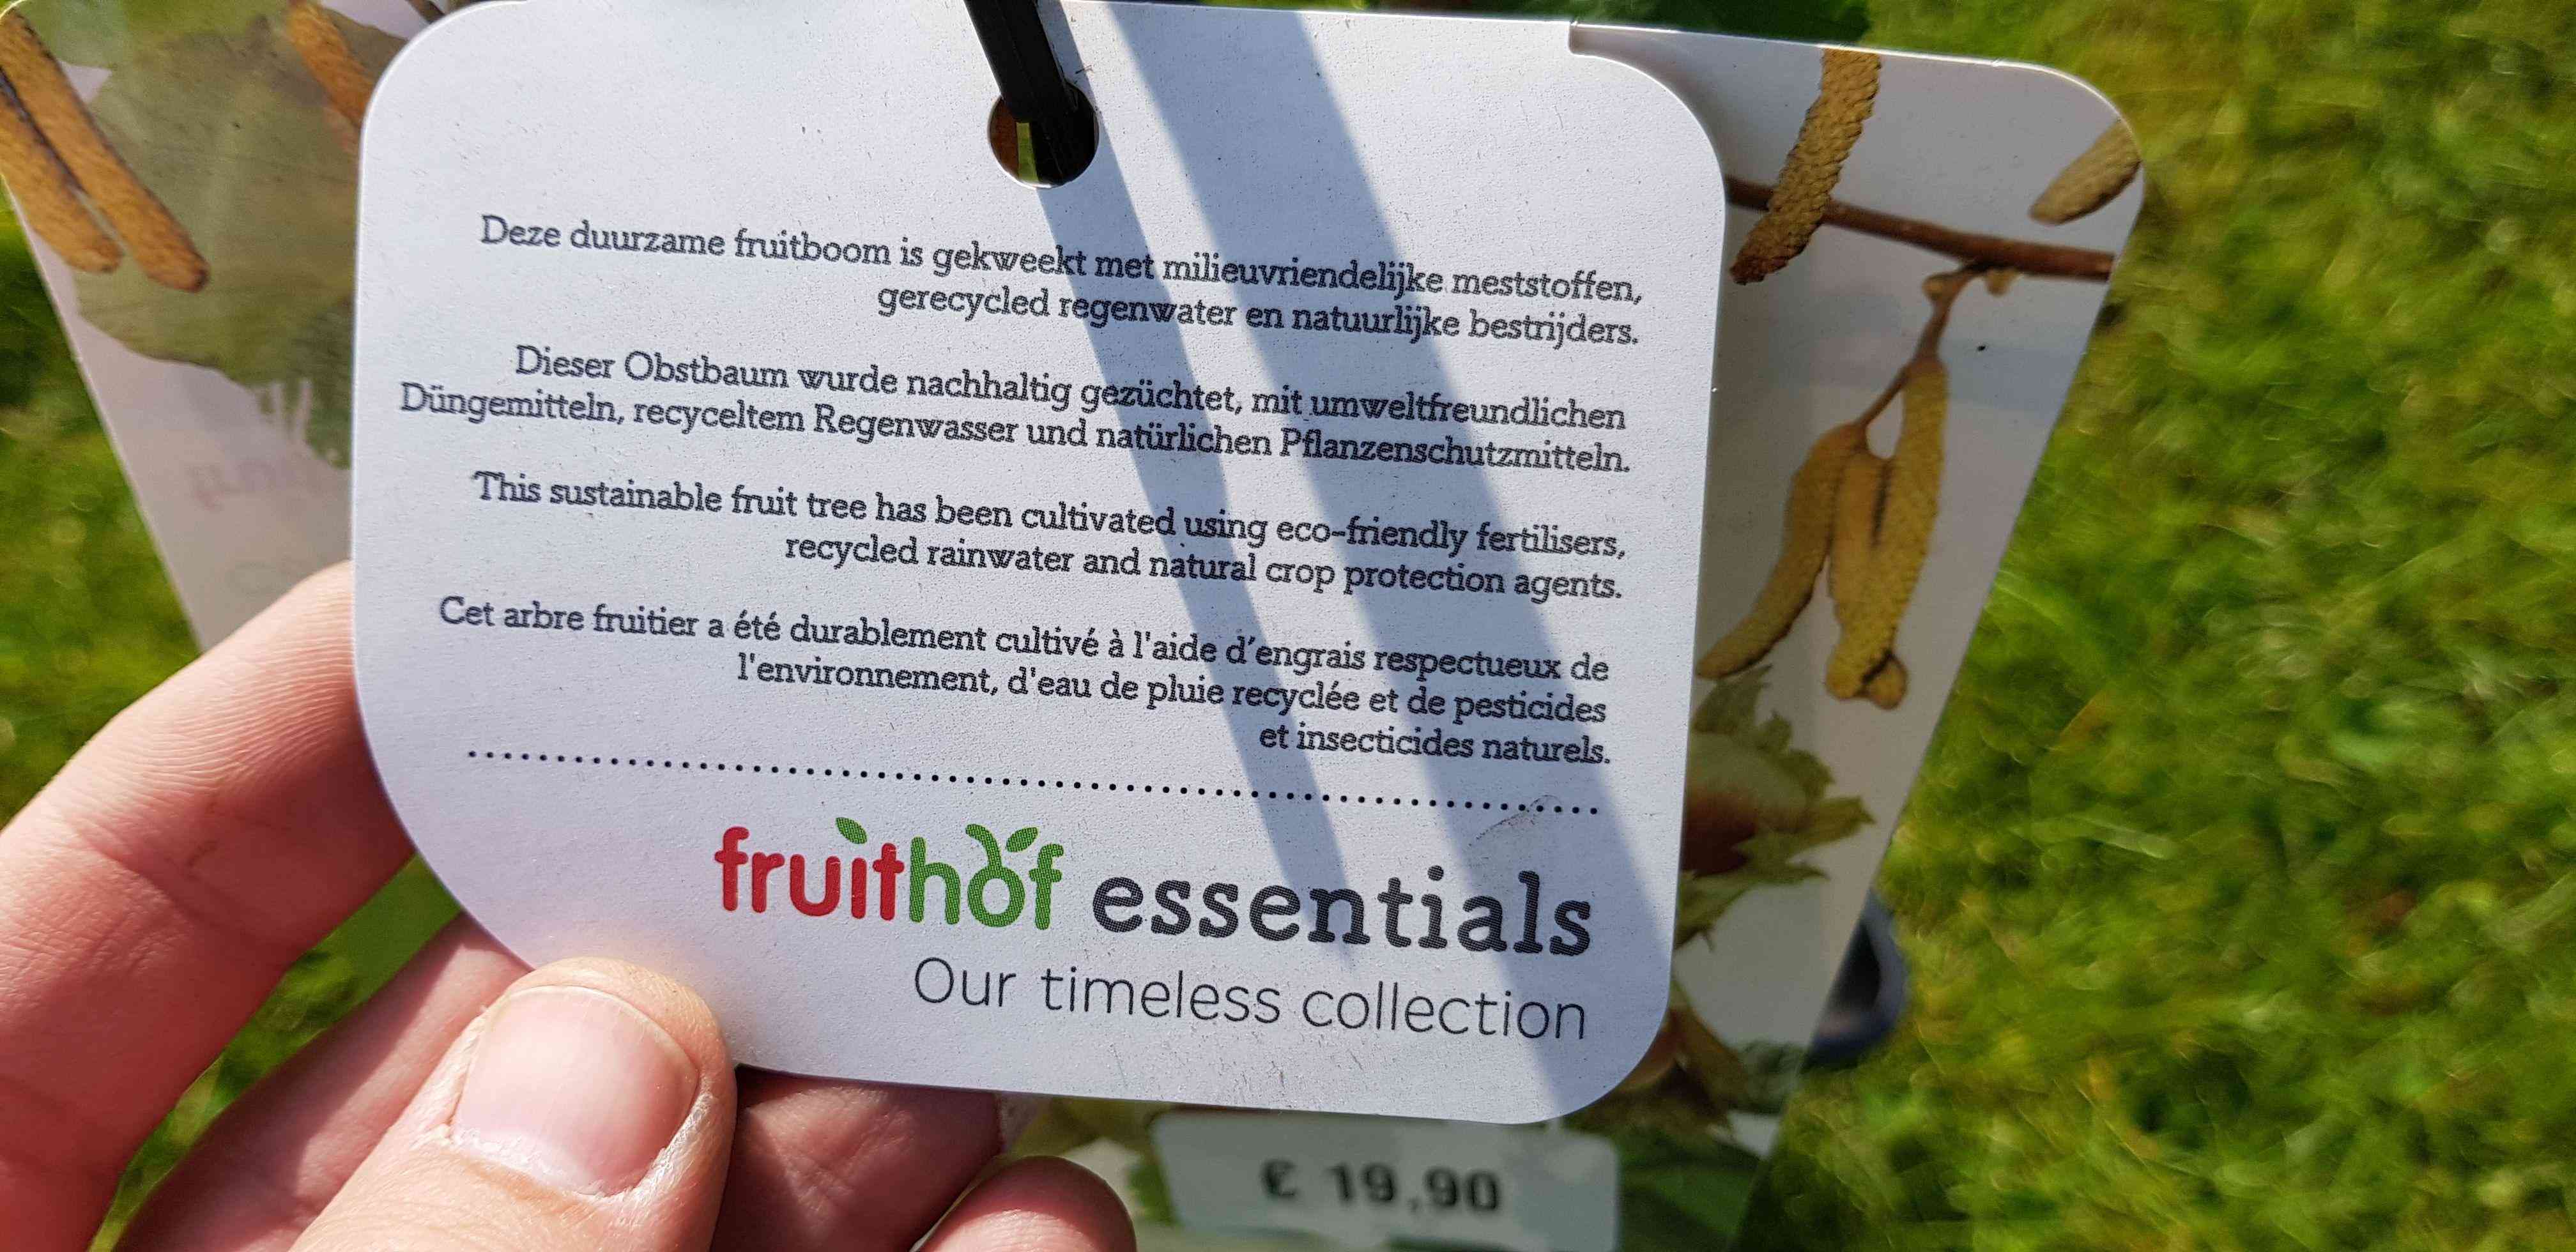 Deze duurzame fruitboom is gekweekt met milieuvriendelijke meststoffen,
gerecycled regenwater en natuurlijke bestrijders.
Dieser Obstbaum wurde nachhaltig gezüchtet, mit umweltfreundlichen
Düngemitteln, recyceltem Regenwasser und natürlichen Pflanzenschutzmitteln.
This sustainable fruit tree has been cultivated using eco-friendly fertilisers,
recycled rainwater and natural crop protection agents.
Cet arbre fruitier a été durablement cultivé à l'aide d'engrais respectueux de
l'environnement, d'eau de pluie recyclée et de pesticides
et insecticides naturels.
fruithof essentials
Our timeless collection
€ 19,90